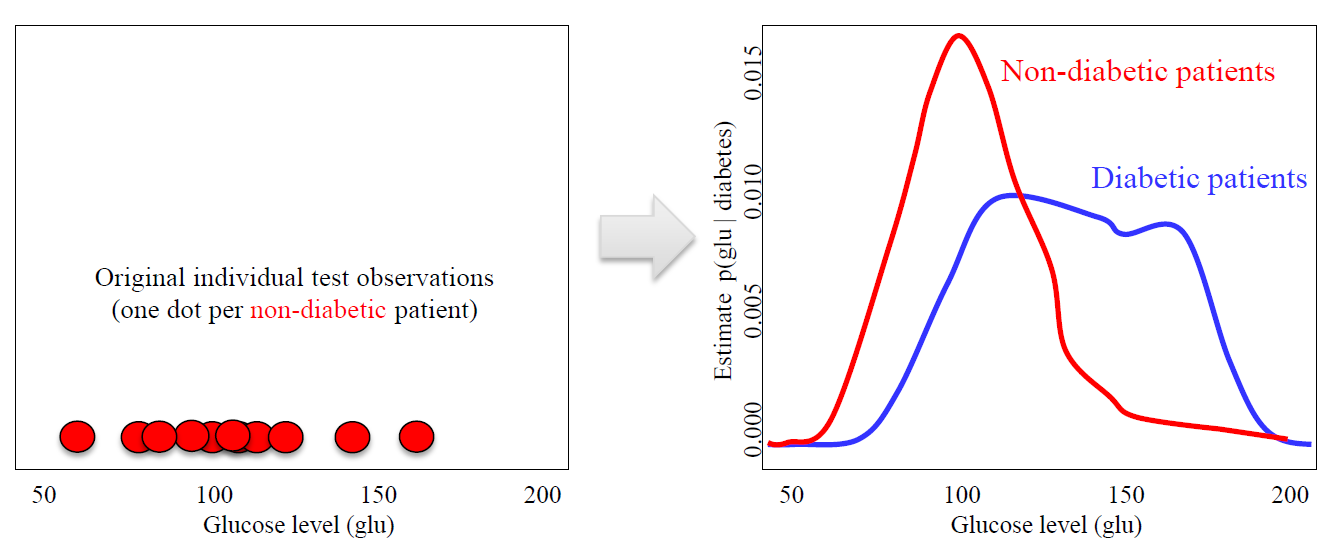 Original individual test observations
(one dot per non-diabetic patient)
50 100 150 200
Glucose level (glu)
Non-diabetic patients
Diabetic patients
Estimate p(glu | diabetes)
0.015
0.010
0.005
0.000
50 100 150 200
Glucose level (glu)